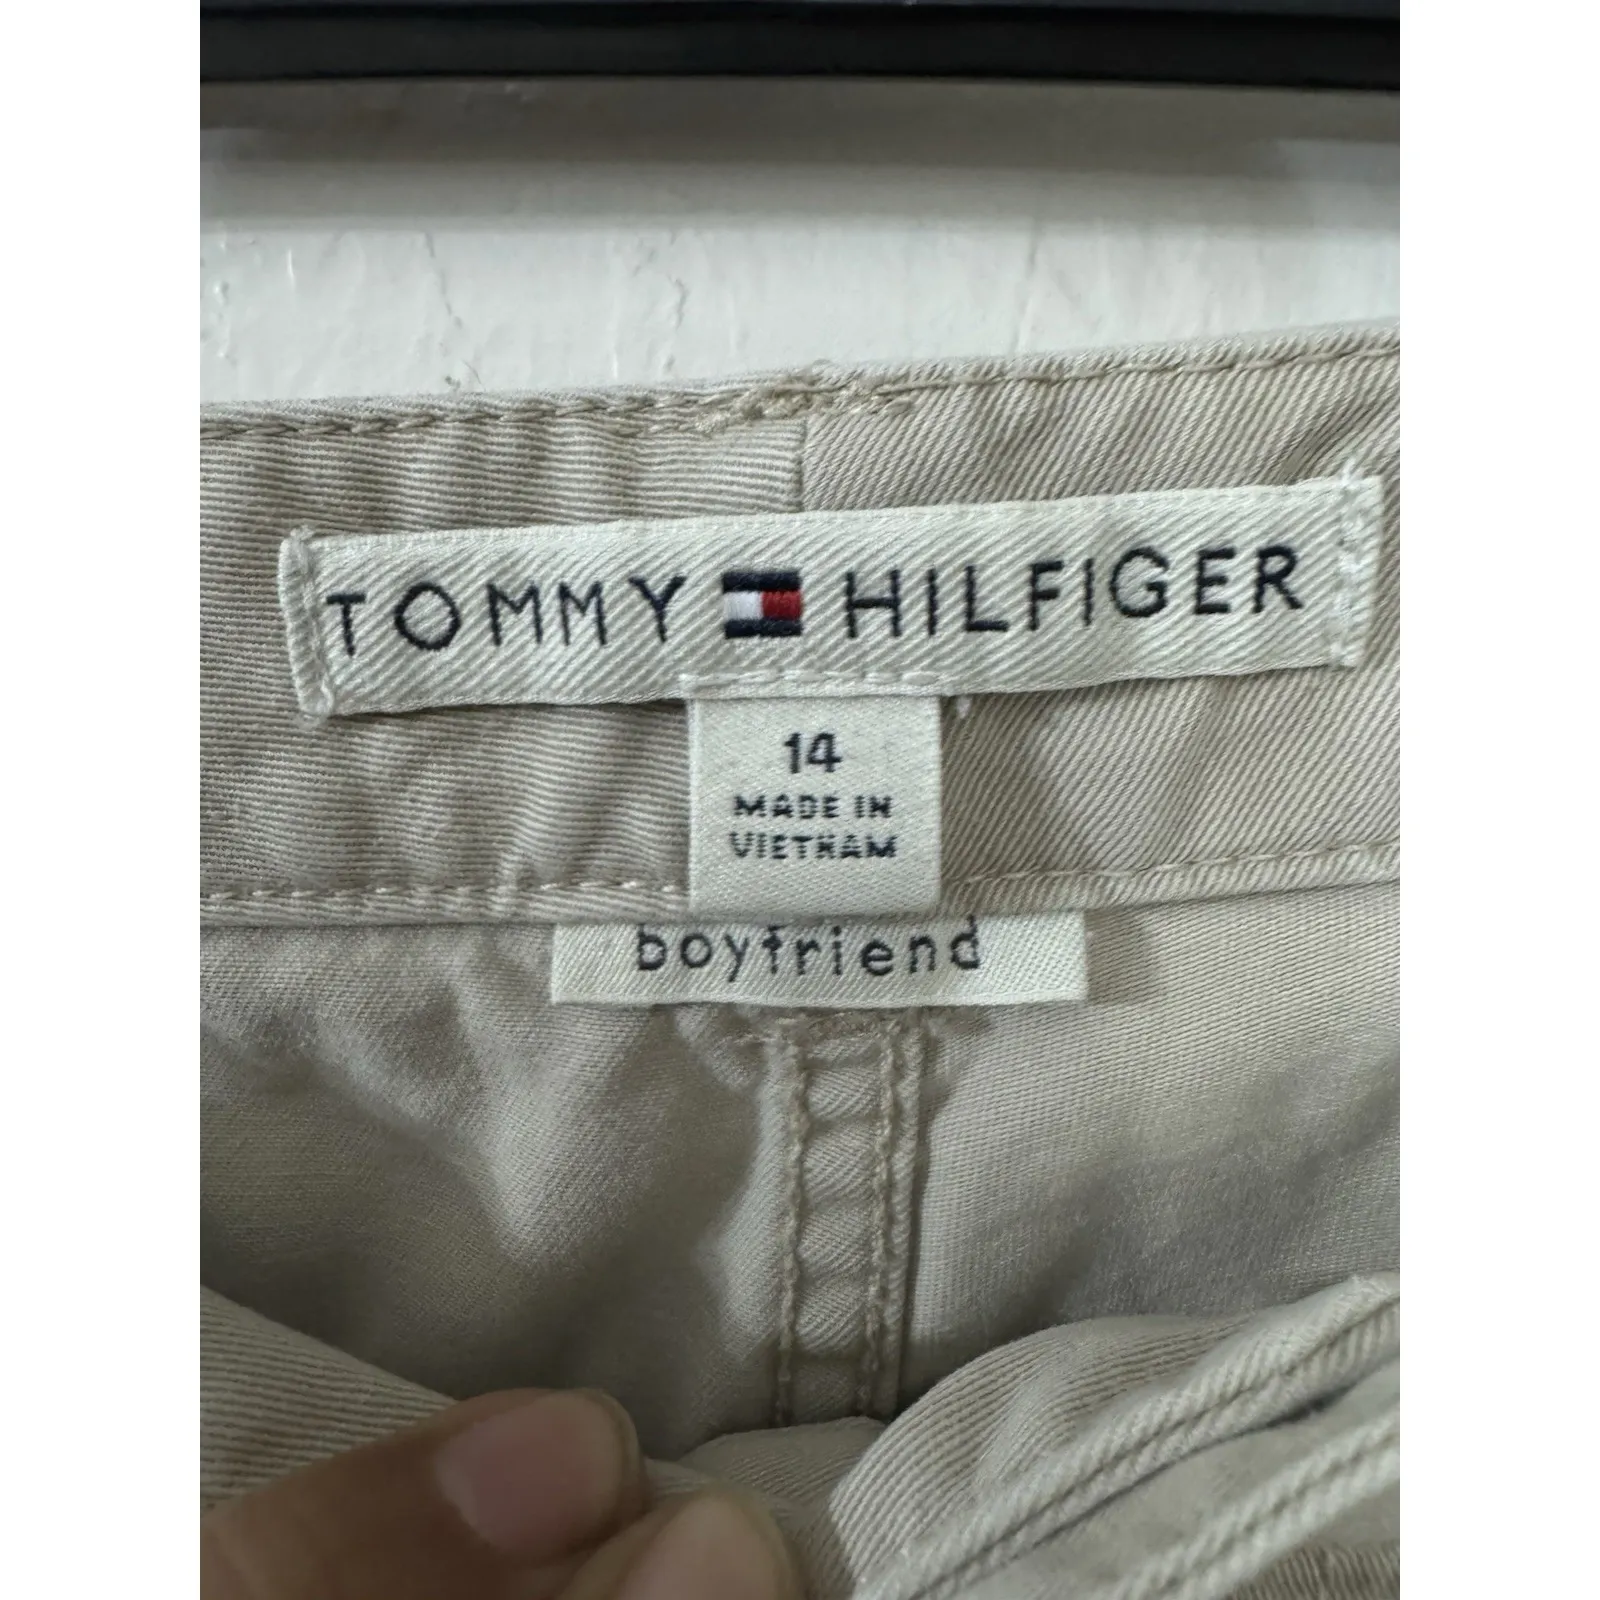 TOMMY HILFIGER
14
MADE IN
VIETNAM
boyfriend